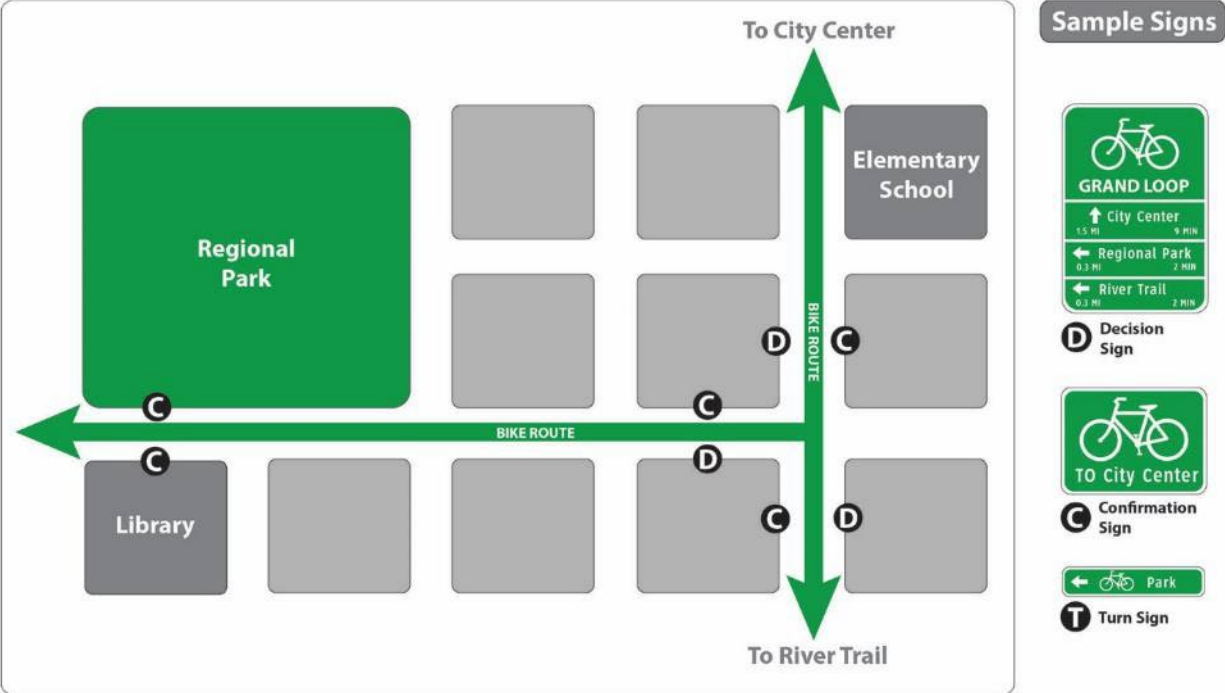 To City Center
Regional
Park
Elementary
School
BIKE ROUTE
D
C
C
C
BIKE ROUTE
C
D
Library
C
D
To River Trail
Sample Signs
GRAND LOOP
City Center
1.5 MI 9 MIN
Regional Park
0.3 MI 2 MIN
River Trail
0.3 MI 2 MIN
D Decision
Sign
TO City Center
C Confirmation
Sign
Park
T Turn Sign